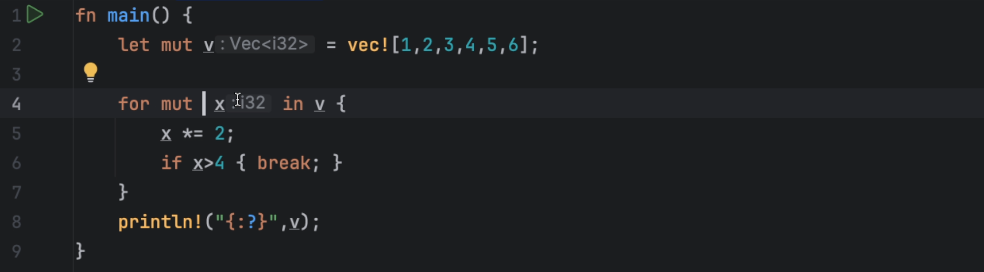 1 fn main() {
2 let mut v: Vec<i32> = vec![1,2,3,4,5,6];
3
4 for mut x: i32 in v {
5 x *= 2;
6 if x>4 { break; }
7 }
8 println!("{:?}",v);
9 }